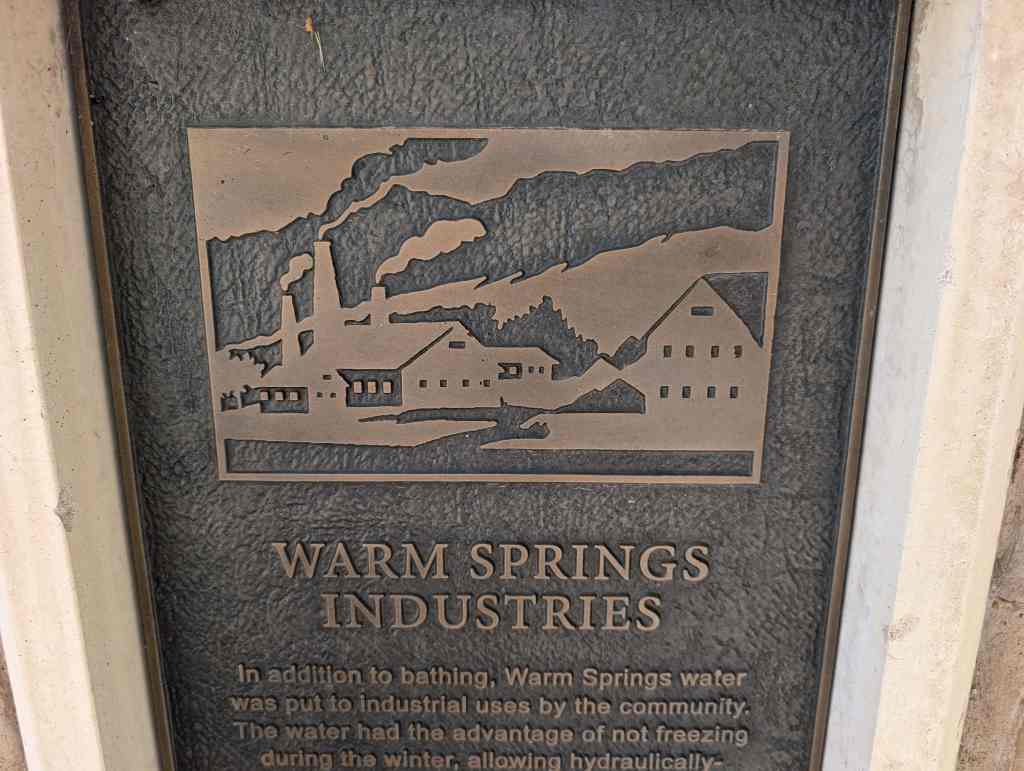 WARM SPRINGS
INDUSTRIES
In addition to bathing, Warm Springs water
was put to industrial uses by the community.
The water had the advantage of not freezing
during the winter, allowing hydraulically-